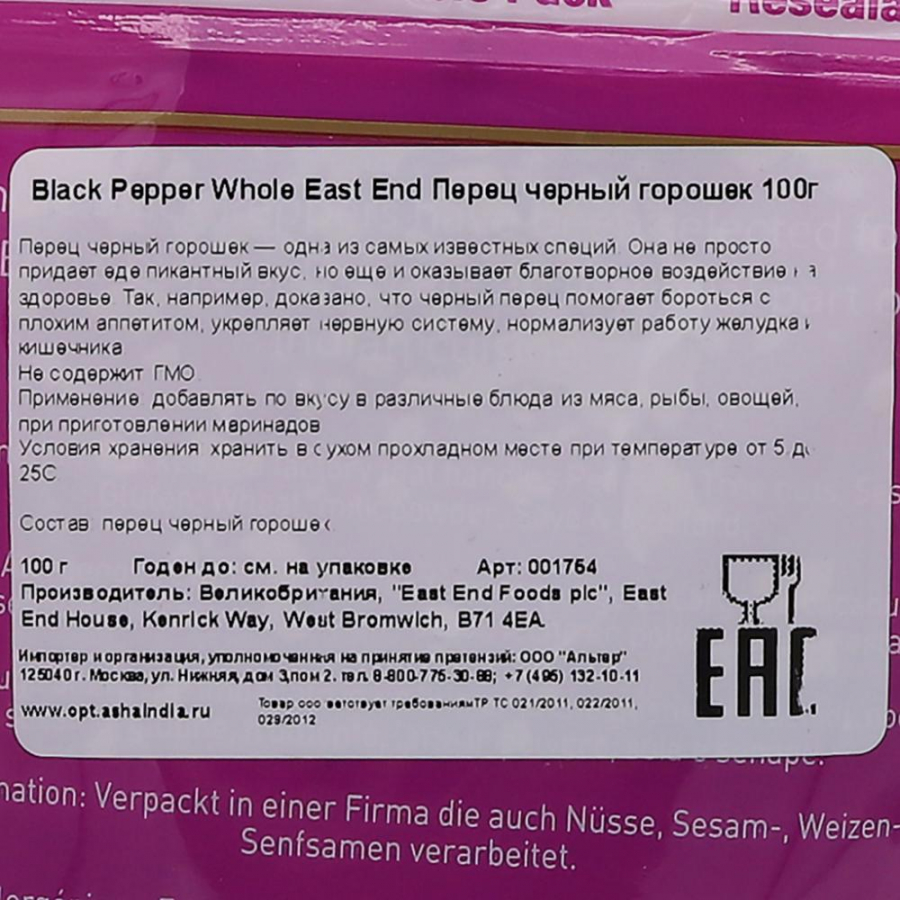 Pack Reseala
Black Pepper Whole East End Перец черный горошек 100г
Перец черный горошек — одна из самых известных специй. Она не просто
придает еде пикантный вкус, но еще и оказывает благотворное воздействие на
здоровье. Так, например, доказано, что черный перец помогает бороться с
плохим аппетитом, укрепляет нервную систему, нормализует работу желудка и
кишечника
Не содержит ГМО.
Применение: добавлять по вкусу в различные блюда из мяса, рыбы, овощей,
при приготовлении маринадов
Условия хранения: хранить в сухом прохладном месте при температуре от 5 до
25С
Состав: перец черный горошек.
100 г Годен до: см. на упаковке Арт: 001754
Производитель: Великобритания, "East End Foods plc", East
End House, Kenrick Way, West Bromwich, B71 4EA.
Импортер и организация, уполномоченная на принятие претензий: ООО "Альтер"
125040 г. Москва, ул. Нижняя, дом 3,пом 2. тел. 8-800-775-30-88; +7 (495) 132-10-11
www.opt.ashaindia.ru
Товар соответствует требованиямТР ТС 021/2011, 022/2011,
029/2012
EAC
nation: Verpackt in einer Firma die auch Nüsse, Sesam-, Weizen-
Senfsamen verarbeitet.